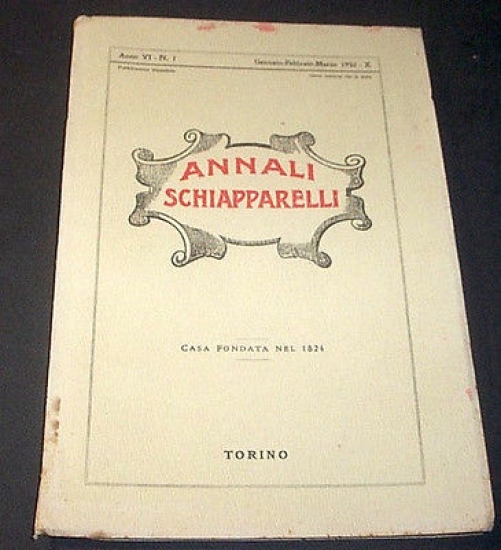 Anno VI - N. 1
Gennaio-Febbraio-Marzo 1932 - X
ANNALI
SCHIAPPARELLI
CASA FONDATA NEL 1824
TORINO